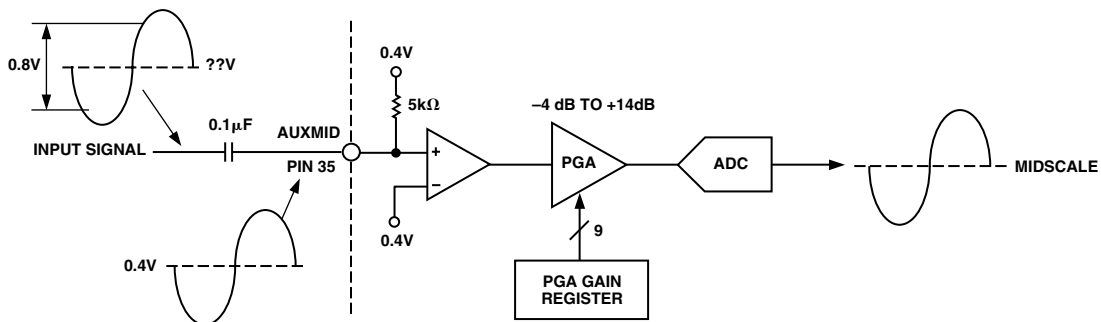 0.8V
??V
0.1μF
INPUT SIGNAL
AUXMID
PIN 35
0.4V
0.4V
5kΩ
+
–
0.4V
–4 dB TO +14dB
PGA
9
PGA GAIN
REGISTER
ADC
MIDSCALE